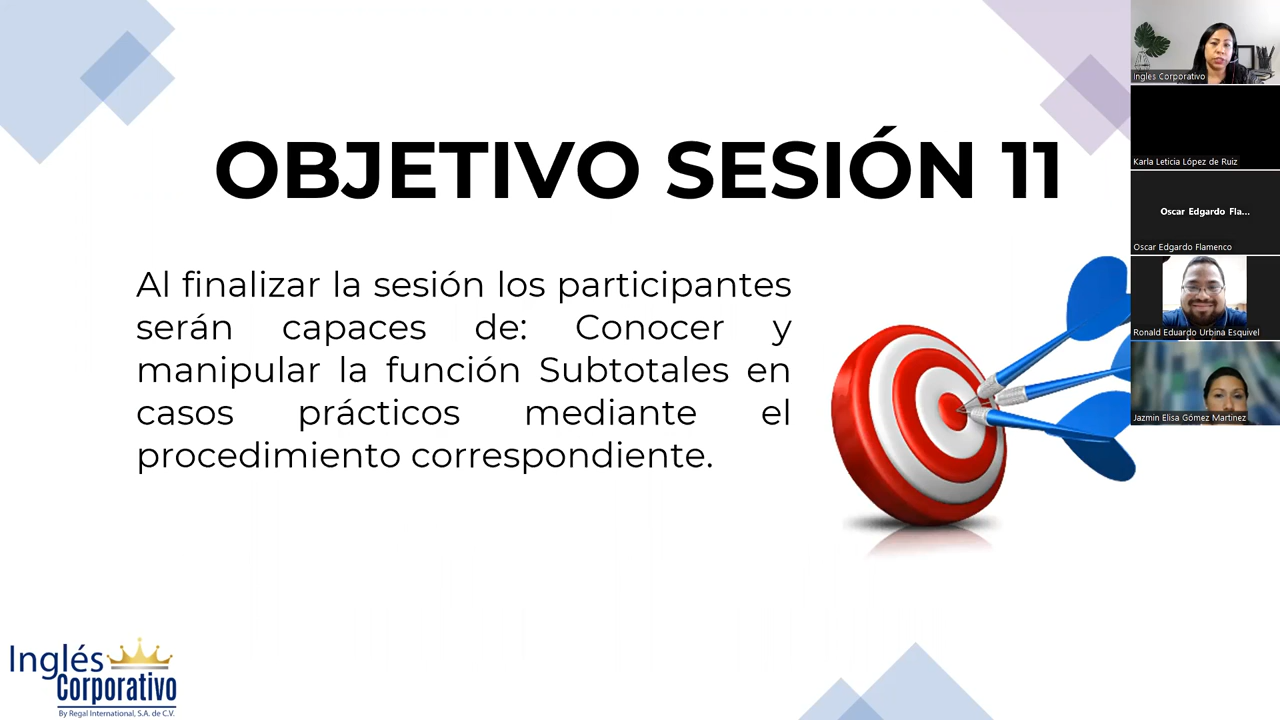 OBJETIVO SESIÓN 11
Al finalizar la sesión los participantes
serán capaces de: Conocer y
manipular la función Subtotales en
casos prácticos mediante el
procedimiento correspondiente.
Inglés
Corporativo
By Regal International, S.A. de C.V.
Ingles Corporativo
Karla Leticia López de Ruiz
Oscar Edgardo Fla...
Oscar Edgardo Flamenco
Ronald Eduardo Urbina Esquivel
Jazmin Elisa Gómez Martinez